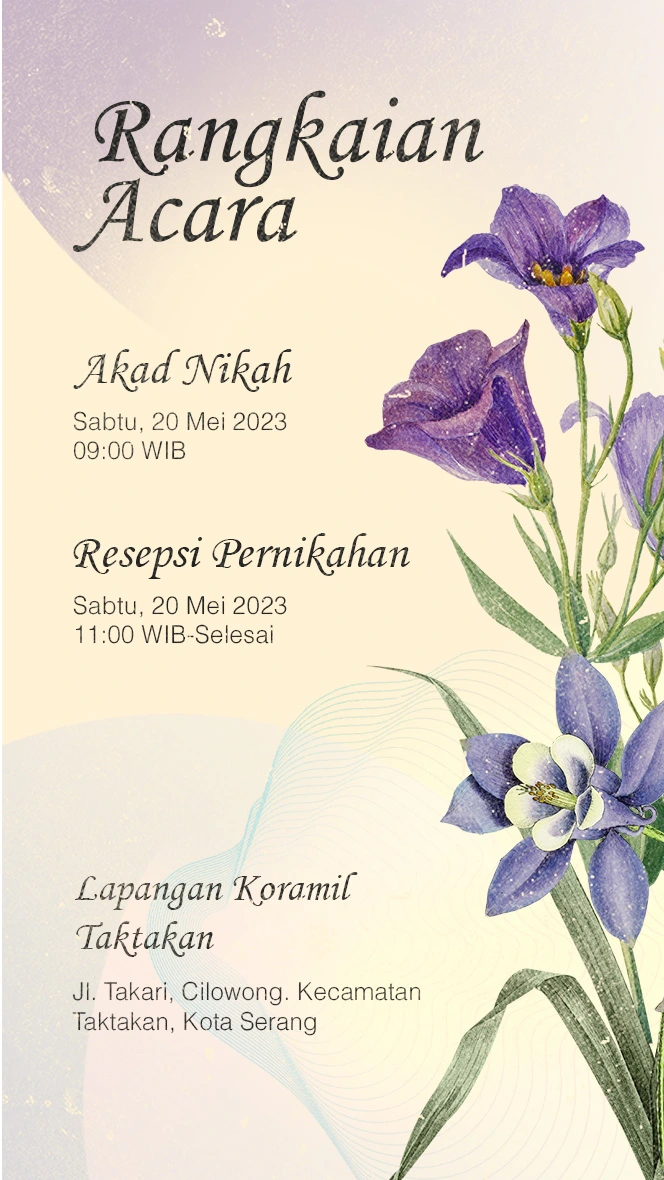 Rangkaian
Acara
Akad Nikah
Sabtu, 20 Mei 2023
09:00 WIB
Resepsi Pernikahan
Sabtu, 20 Mei 2023
11:00 WIB-Selesai
Lapangan Koramil
Taktakan
Jl. Takari, Cilowong. Kecamatan
Taktakan, Kota Serang